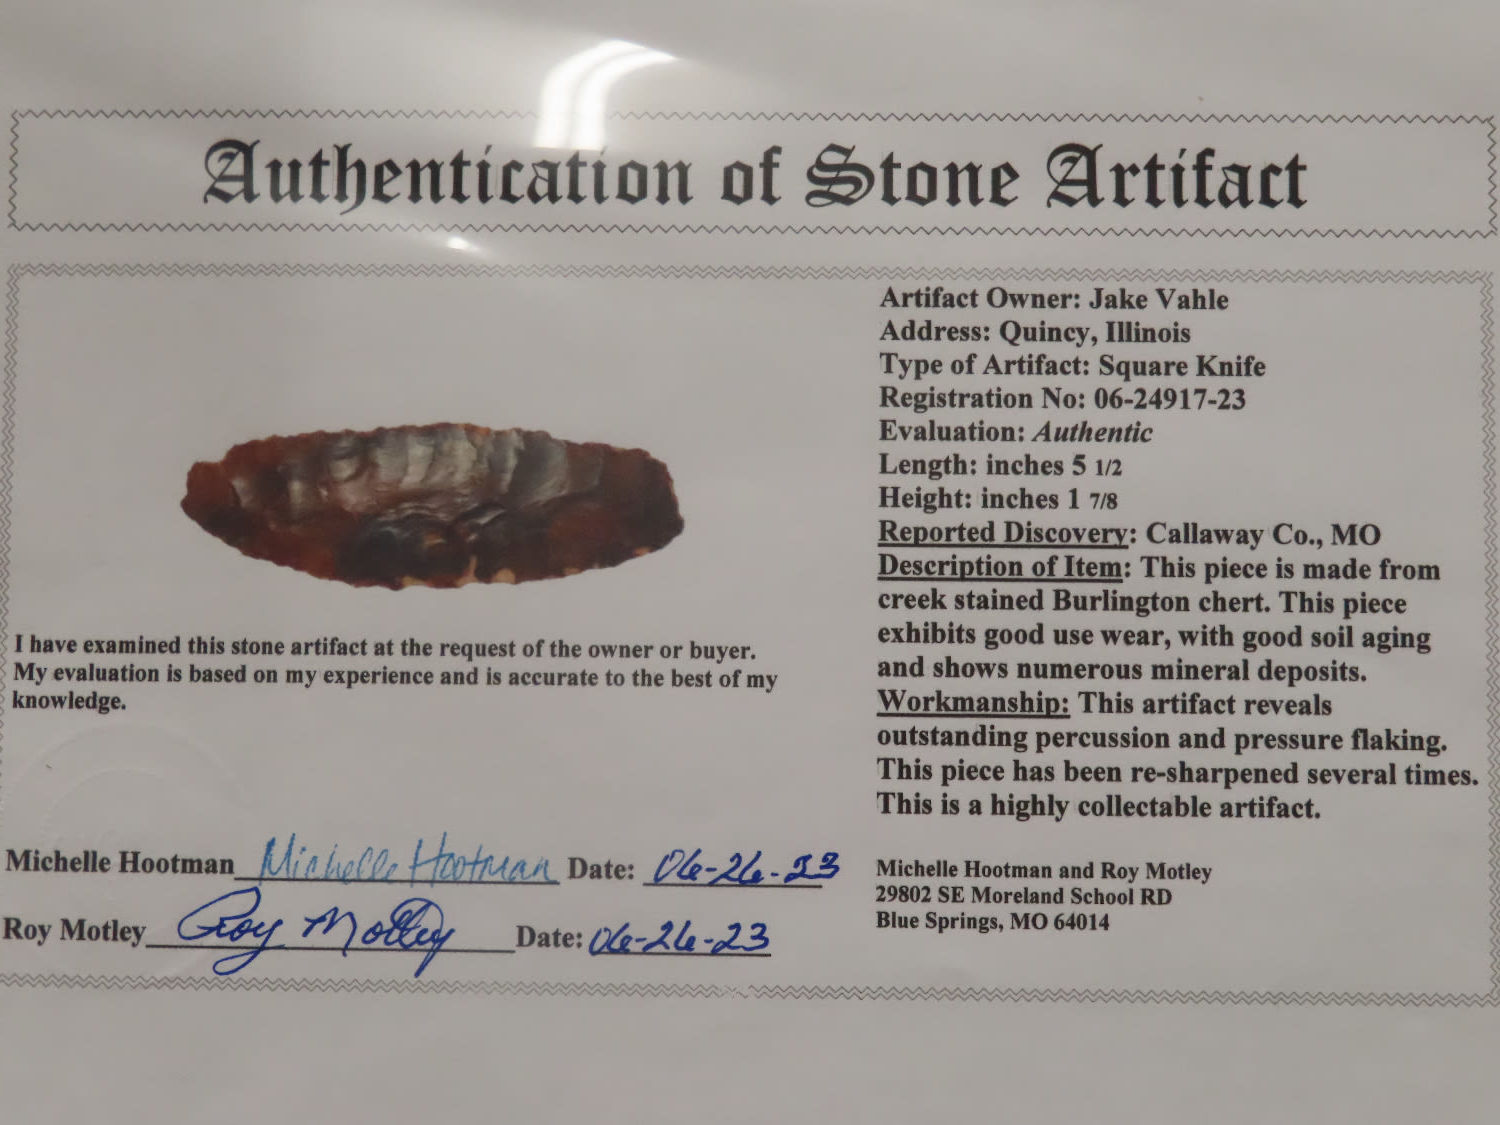 Authentication of Stone Artifact
Artifact Owner: Jake Vahle
Address: Quincy, Illinois
Type of Artifact: Square Knife
Registration No: 06-24917-23
Evaluation: Authentic
Length: inches 5 1/2
Height: inches 1 7/8
Reported Discovery: Callaway Co., MO
Description of Item: This piece is made from
creek stained Burlington chert. This piece
exhibits good use wear, with good soil aging
and shows numerous mineral deposits.
Workmanship: This artifact reveals
outstanding percussion and pressure flaking.
This piece has been re-sharpened several times.
This is a highly collectable artifact.
I have examined this stone artifact at the request of the owner or buyer.
My evaluation is based on my experience and is accurate to the best of my
knowledge.
Michelle Hootman Michelle Hootman Date: 06-26-23
Roy Motley Roy Motley Date: 06-26-23
Michelle Hootman and Roy Motley
29802 SE Moreland School RD
Blue Springs, MO 64014